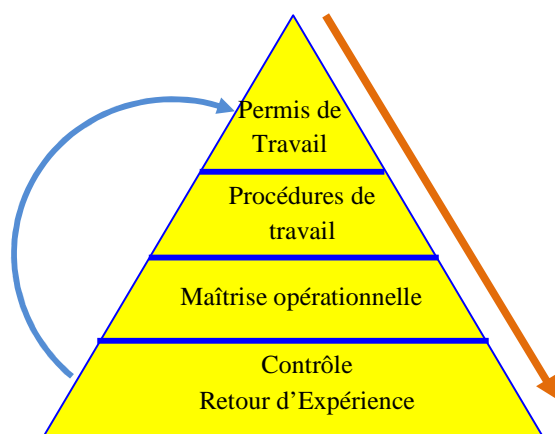 Permis de
Travail
Procédures de
travail
Maîtrise opérationnelle
Contrôle
Retour d’Expérience